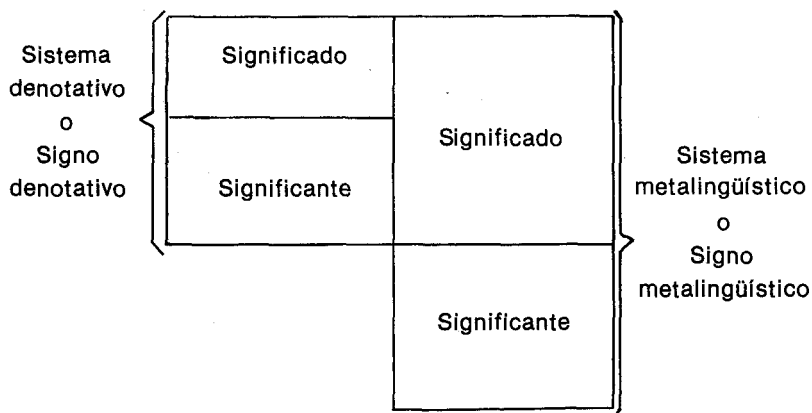 Sistema
denotativo
o
Signo
denotativo
Significado
Significante
Significado
Significante
Sistema
metalingüístico
o
Signo
metalingüístico